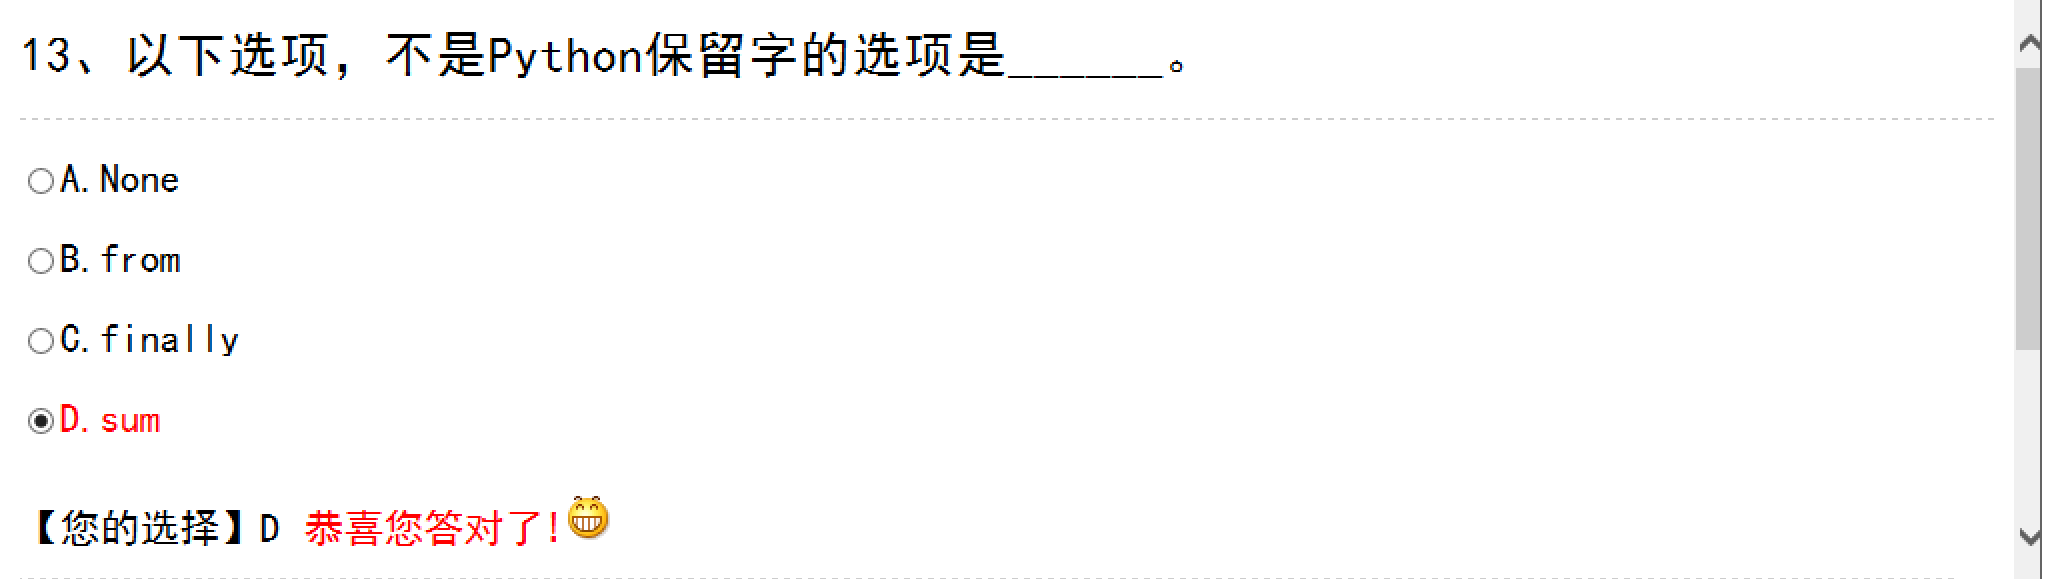 13、以下选项，不是Python保留字的选项是______。
A.None
B.from
C.finally
D.sum
【您的选择】D 恭喜您答对了!